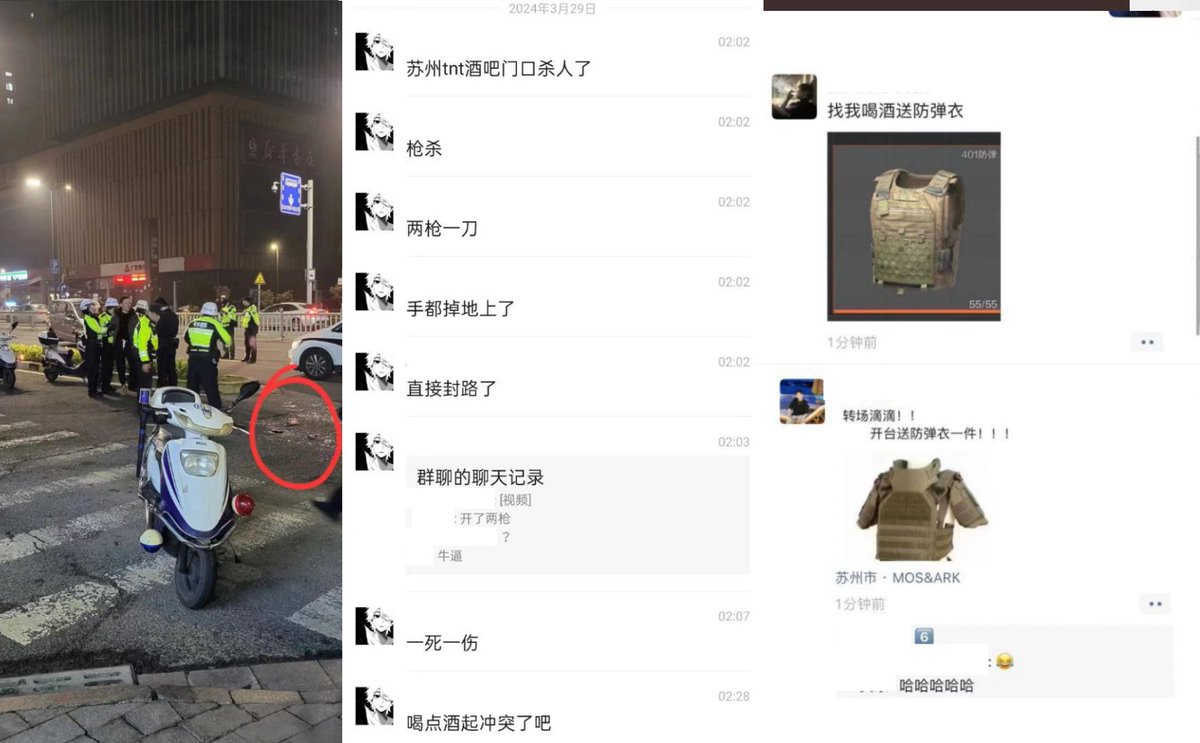 2024年3月29日
02:02
苏州tnt酒吧门口杀人了
02:02
枪杀
02:02
两枪一刀
02:02
手都掉地上了
02:02
直接封路了
02:03
群聊的聊天记录
[视频]
: 开了两枪
?
牛逼
02:07
一死一伤
02:28
喝点酒起冲突了吧
找我喝酒送防弹衣
401防弹
55/55
1分钟前
转场滴滴！！
开台送防弹衣一件！！！
苏州市 · MOS&ARK
1分钟前
6
: 😂
哈哈哈哈哈